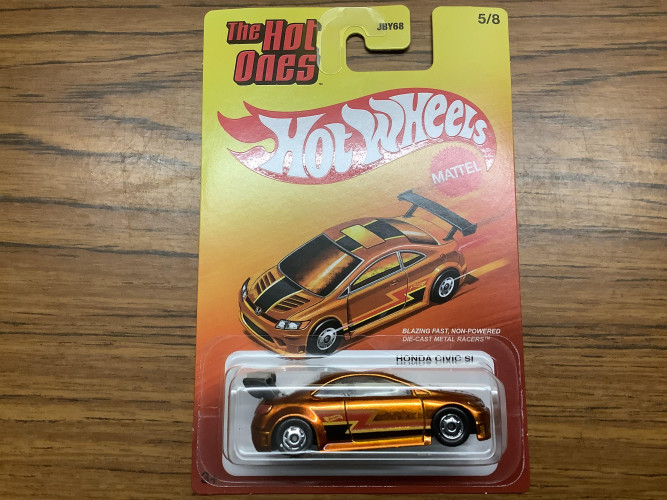 The Hot
Ones™
JBY68
5/8
HOT WHEELS
MATTEL
BLAZING FAST, NON-POWERED
DIE-CAST METAL RACERS™
HONDA CIVIC SI